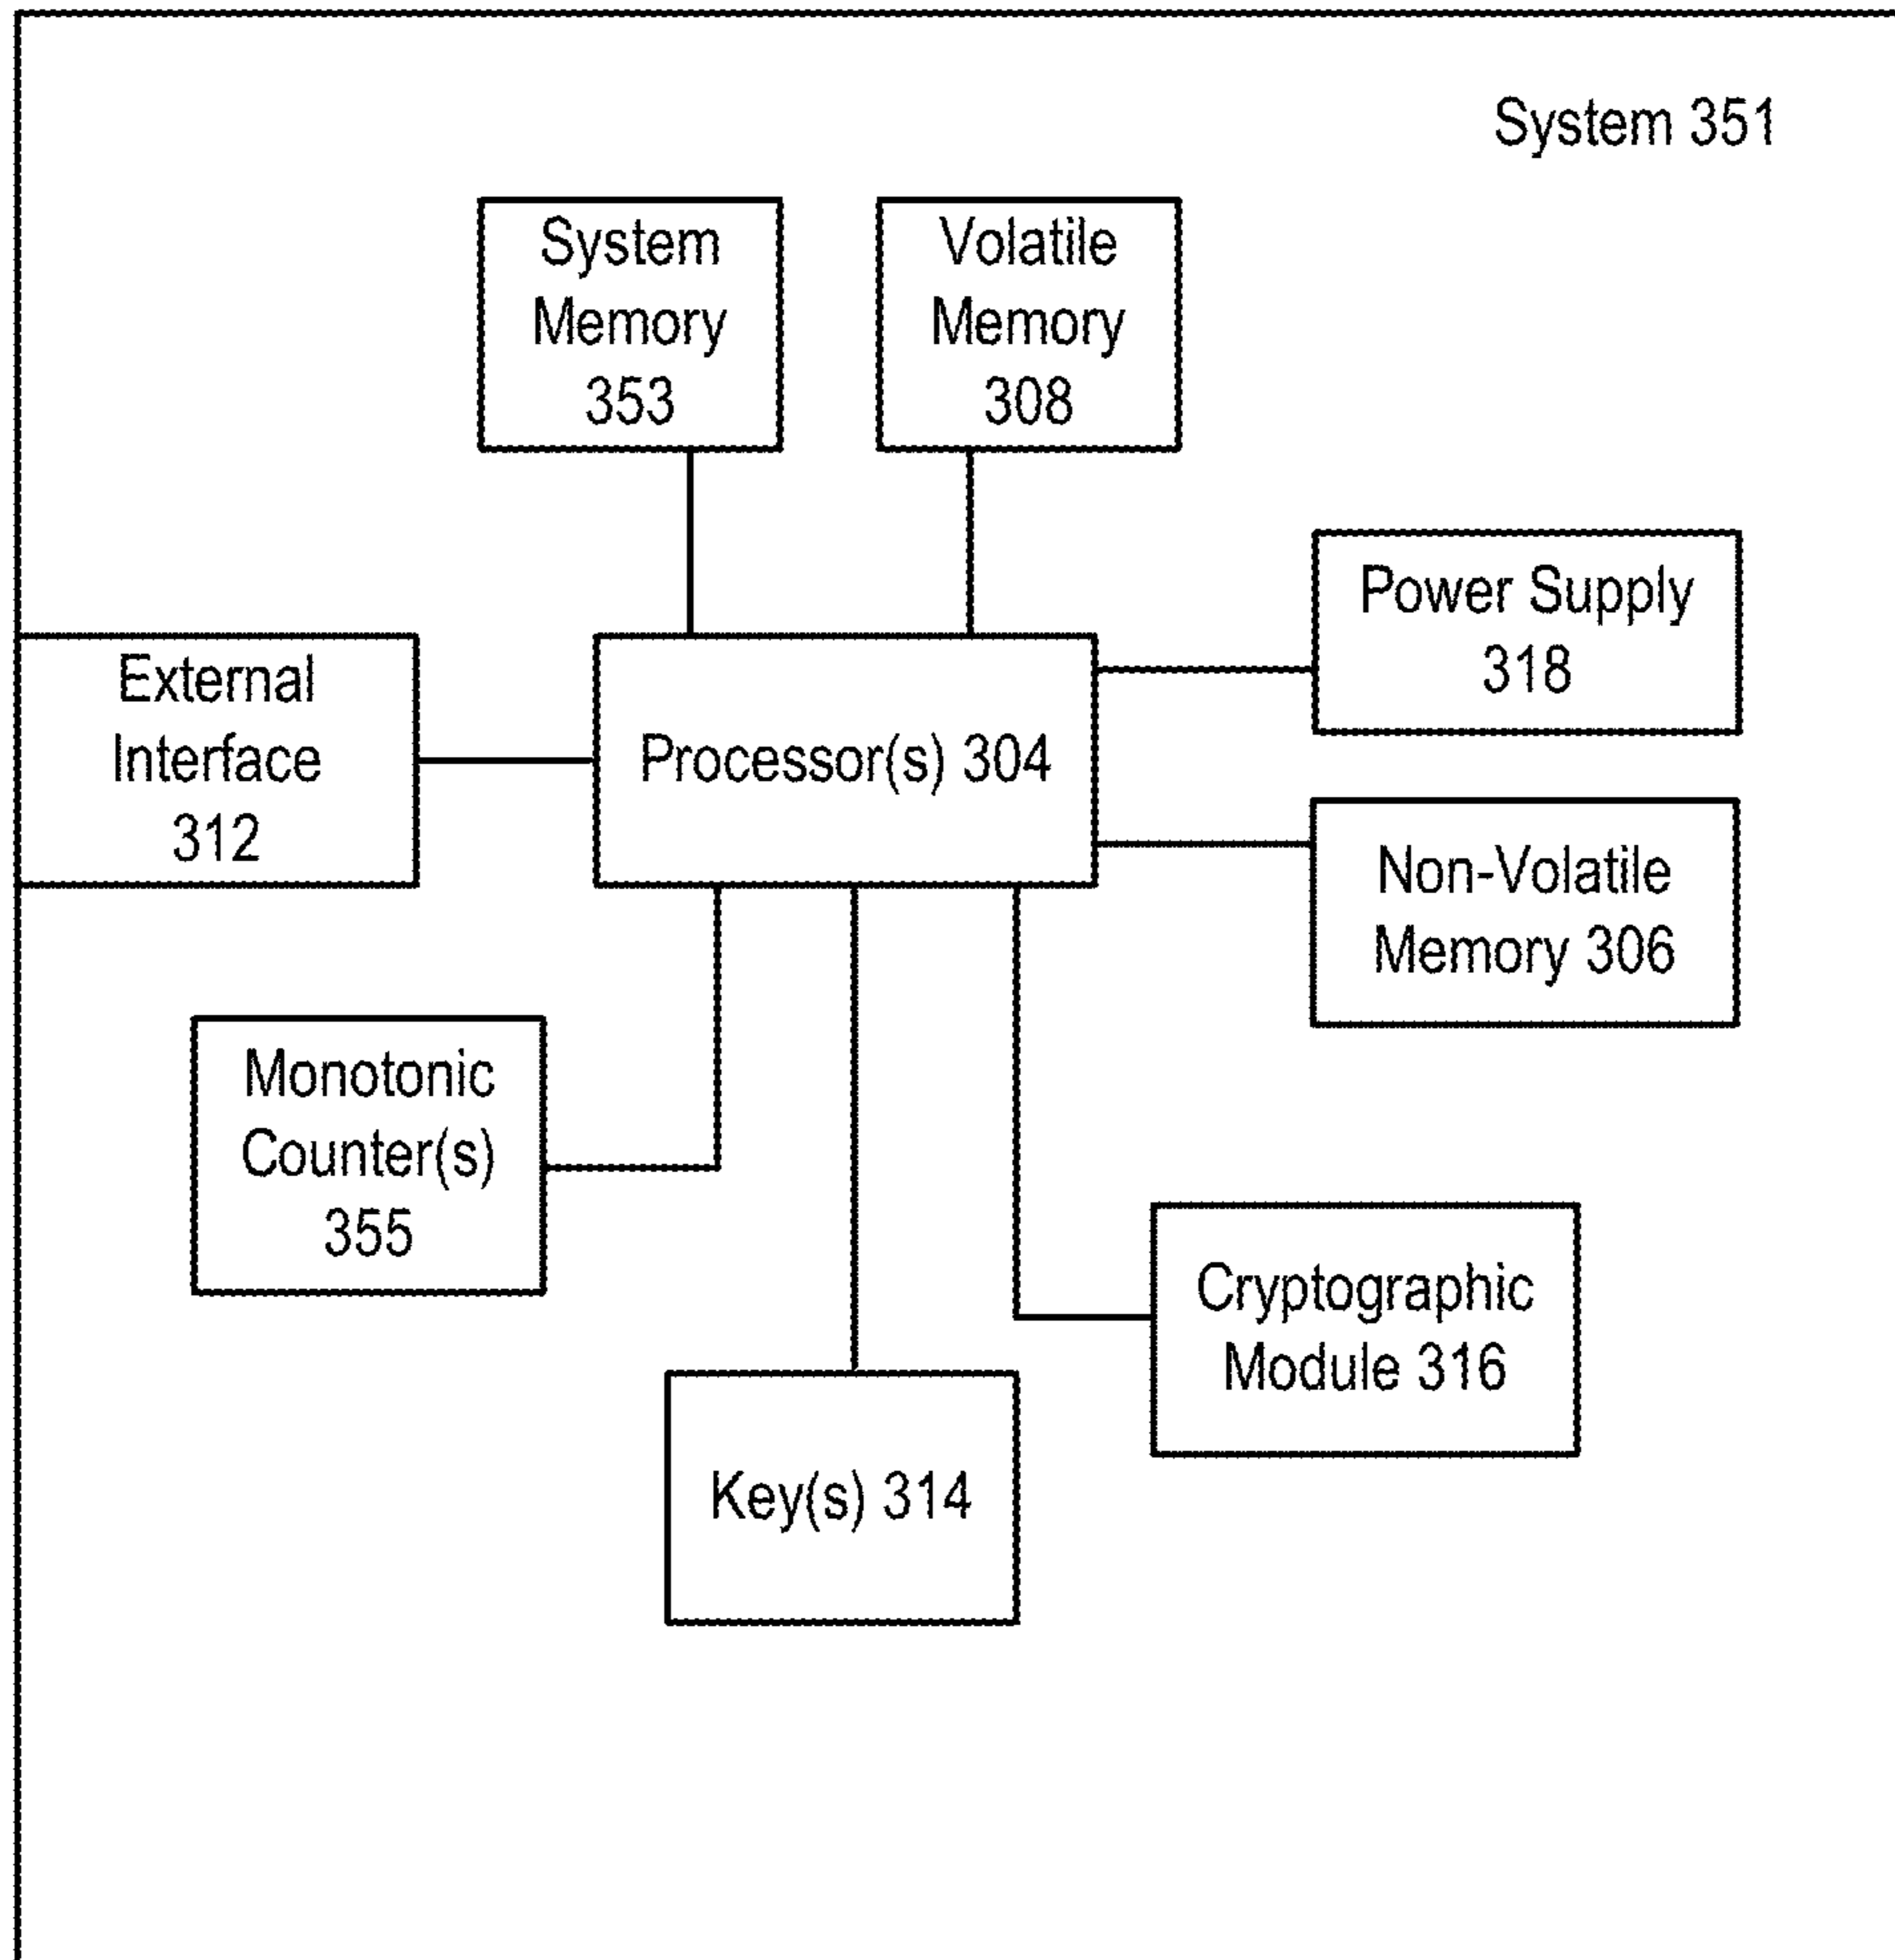 System 351
System
Memory
353
Volatile
Memory
308
Power Supply
318
External
Interface
312
Processor(s) 304
Non-Volatile
Memory 306
Monotonic
Counter(s)
355
Cryptographic
Module 316
Key(s) 314